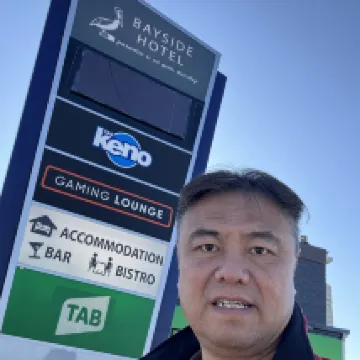 BAYSIDE
HOTEL
Keno
GAMING LOUNGE
ACCOMMODATION
BAR BISTRO
TAB